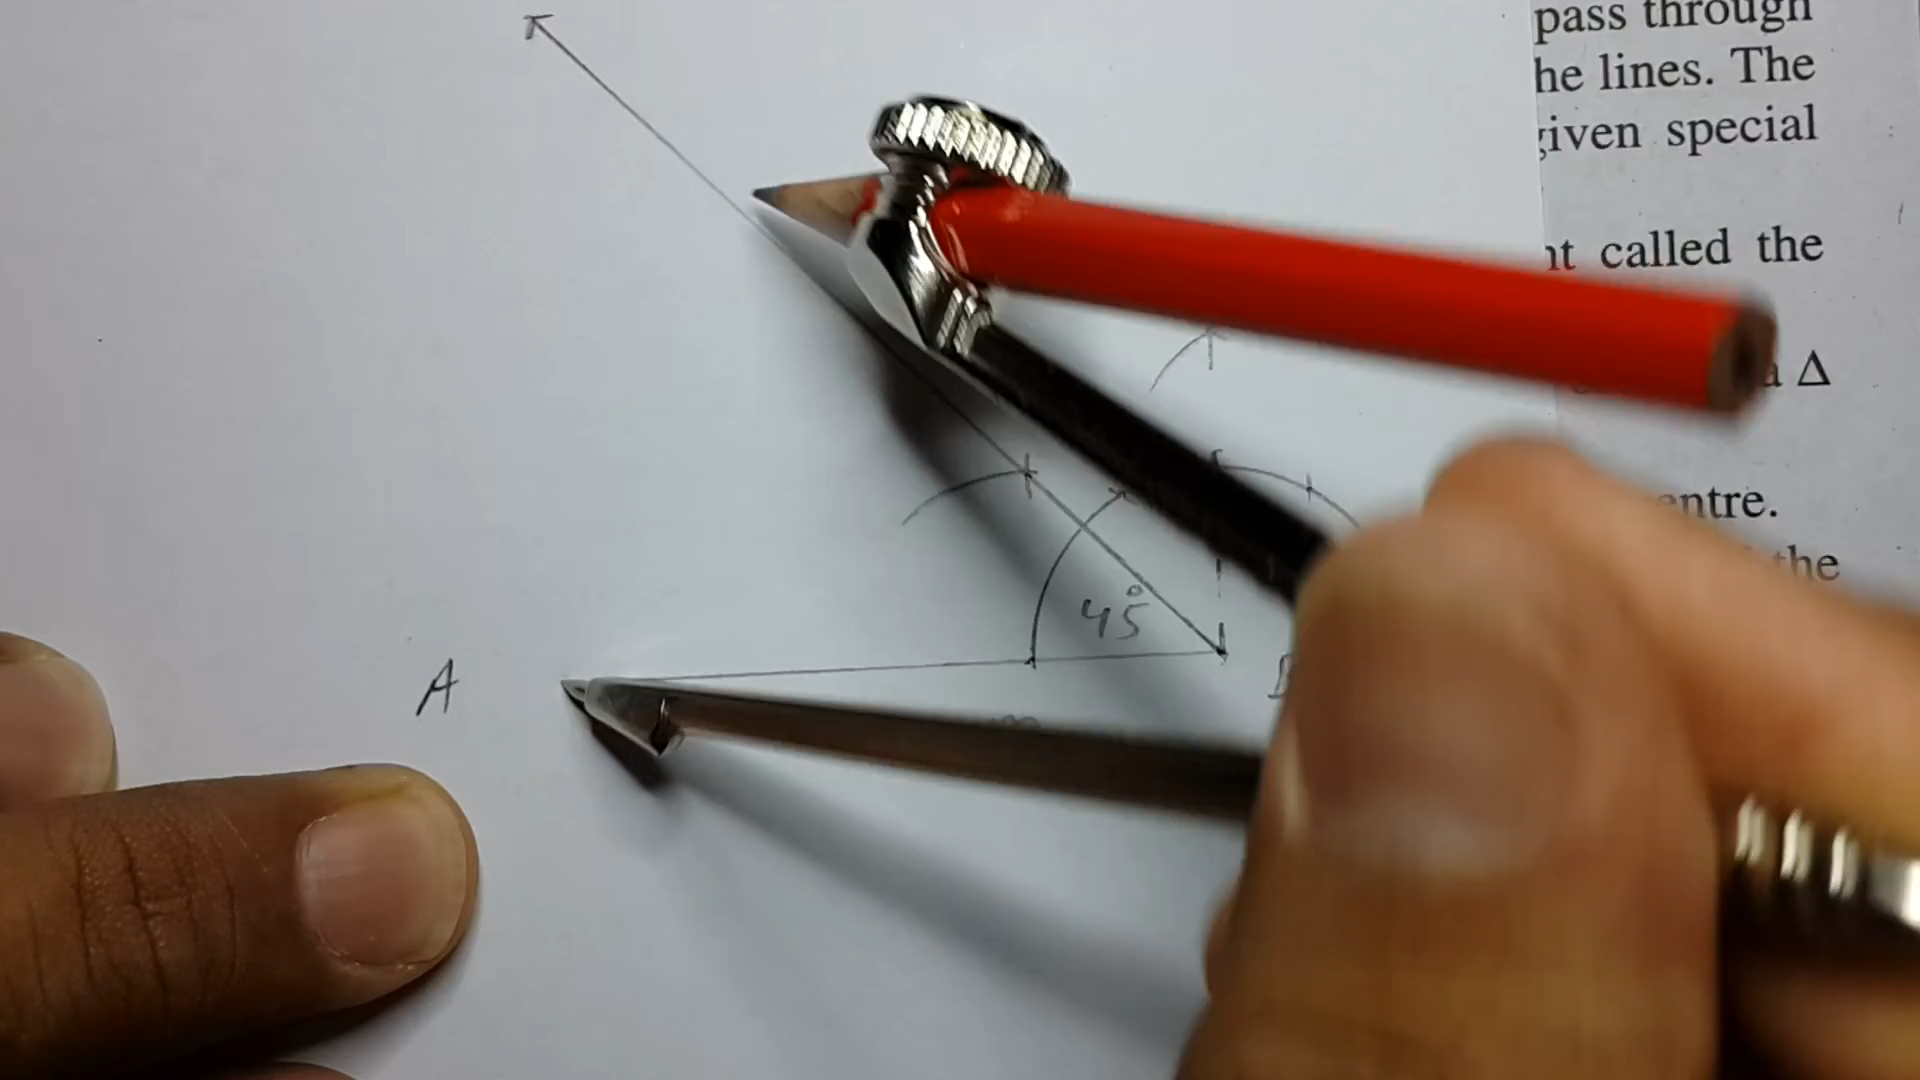 pass through
he lines. The
given special
nt called the
a Δ
entre.
the
45°
A